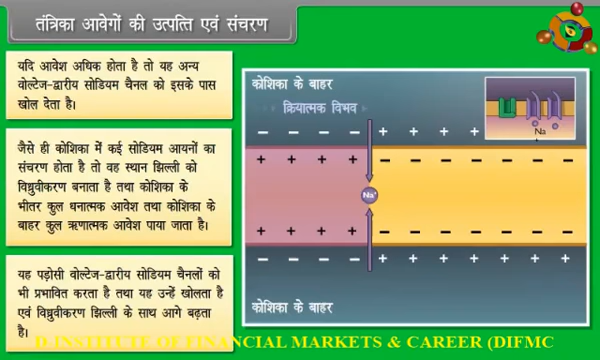 तंत्रिका आवेगों की उत्पत्ति एवं संचरण
यदि आवेश अधिक होता है तो यह अन्य
वोल्टेज-द्वारीय सोडियम चैनल को इसके पास
खोल देता है।
जैसे ही कोशिका में कई सोडियम आयनों का
संचरण होता है तो वह स्थान झिल्ली को
विध्रुवीकरण बनाता है तथा कोशिका के
भीतर कुल धनात्मक आवेश तथा कोशिका के
बाहर कुल ऋणात्मक आवेश पाया जाता है।
यह पड़ोसी वोल्टेज-द्वारीय सोडियम चैनलों को
भी प्रभावित करता है तथा यह उन्हें खोलता है
एवं विध्रुवीकरण झिल्ली के साथ आगे बढ़ता
है।
कोशिका के बाहर
क्रियात्मक विभव
Na
− − − − + + + +
+ + + + − − − − − −
Na⁺
+ + + + − − − − − −
− − − − + + + + + +
कोशिका के बाहर
D-INSTITUTE OF FINANCIAL MARKETS & CAREER (DIFMC